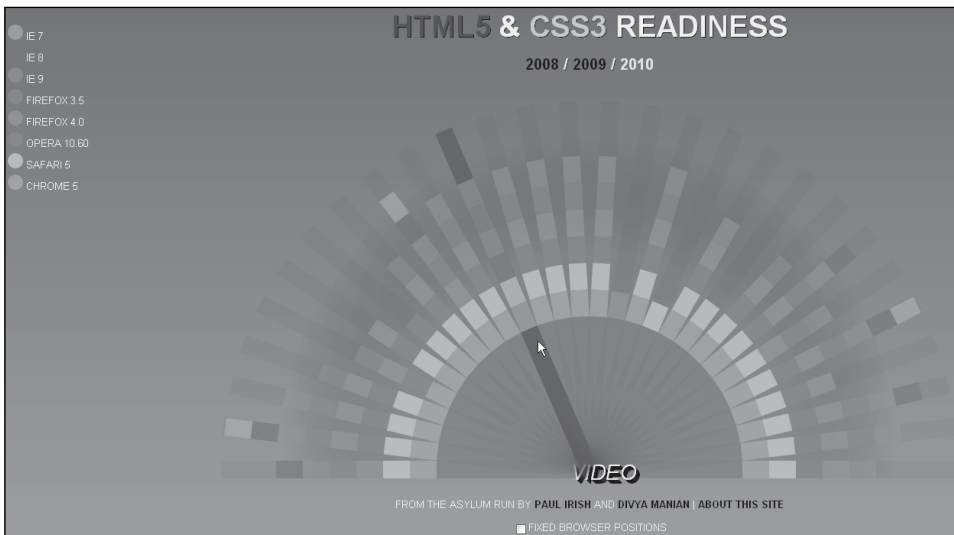 HTML5 & CSS3 READINESS
2008 / 2009 / 2010
IE 7
IE 8
IE 9
FIREFOX 3.5
FIREFOX 4.0
OPERA 10.60
SAFARI 5
CHROME 5
VIDEO
FROM THE ASYLUM RUN BY PAUL IRISH AND DIVYA MANIAN | ABOUT THIS SITE
FIXED BROWSER POSITIONS